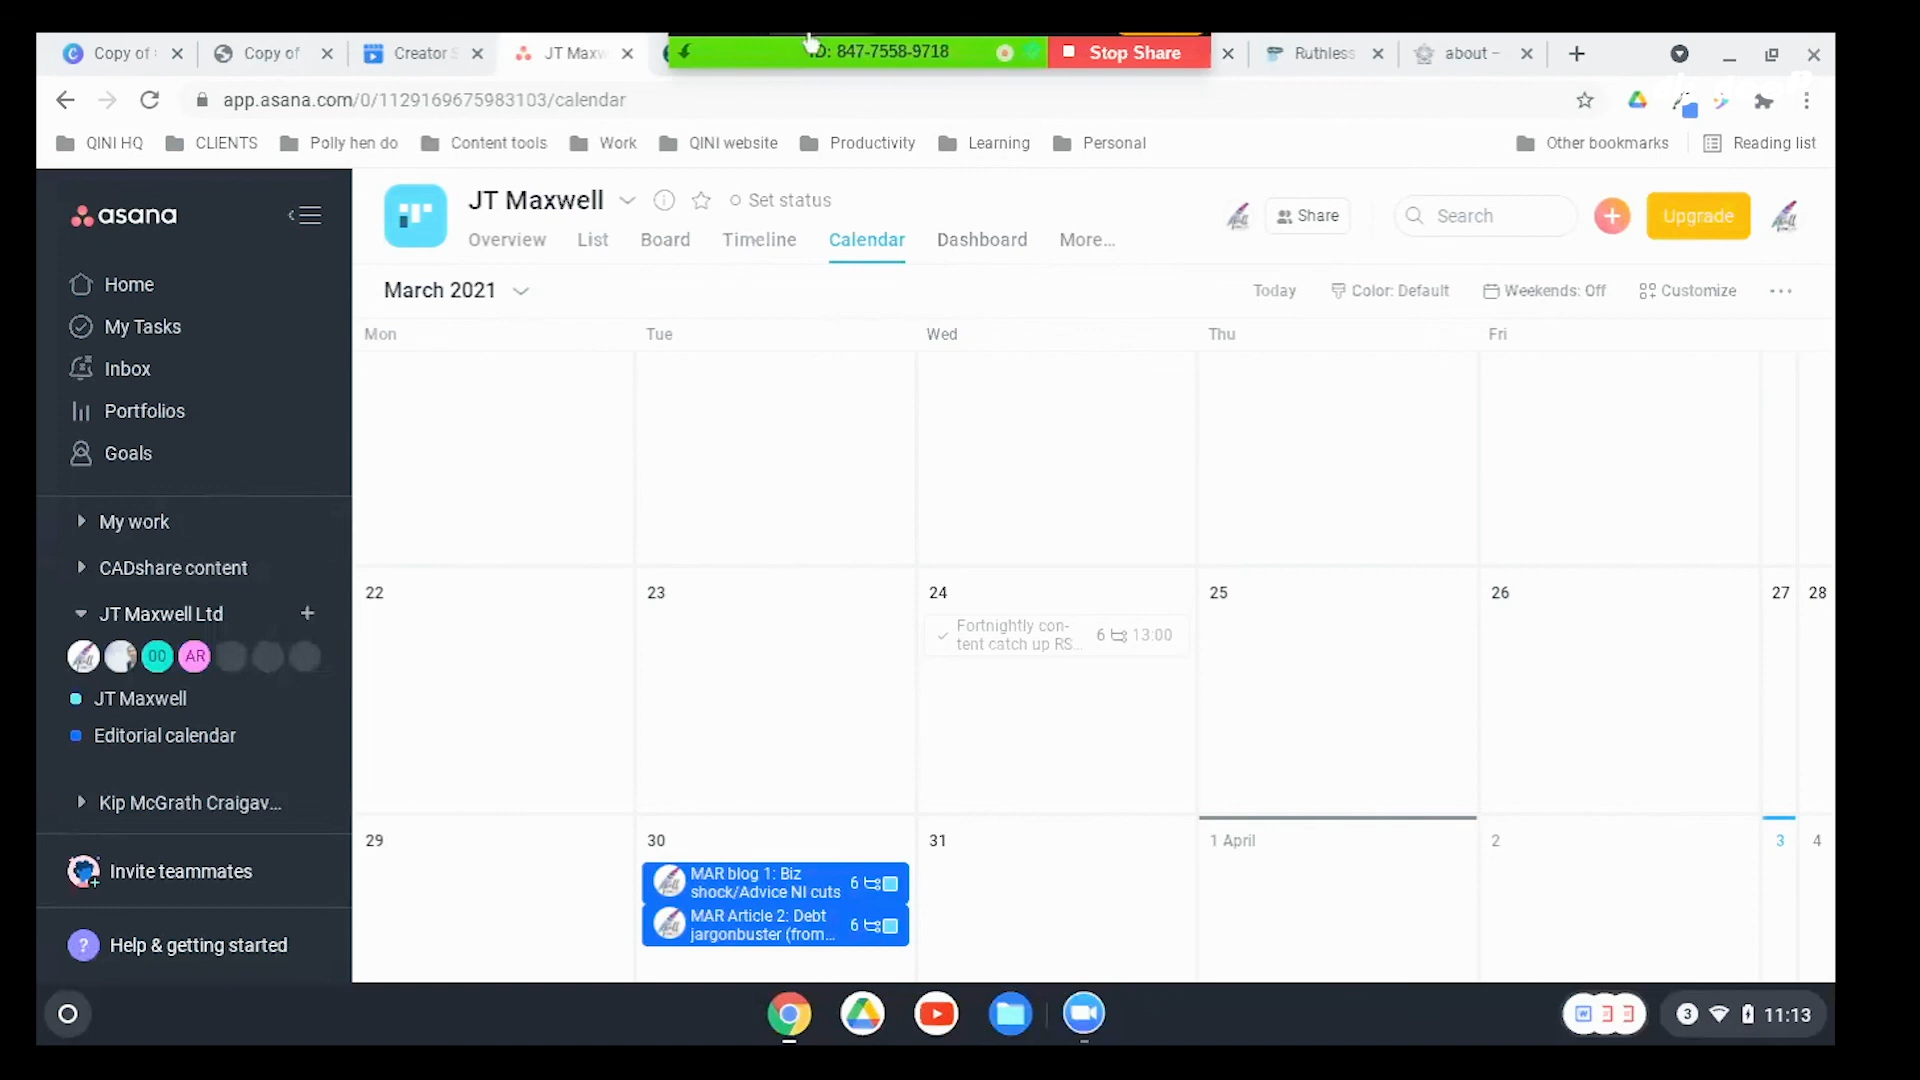 Copy of
Copy of
Creator S
JT Maxw
ID: 847-7558-9718
Stop Share
Ruthless
about –
app.asana.com/0/1129169675983103/calendar
QINI HQ
CLIENTS
Polly hen do
Content tools
Work
QINI website
Productivity
Learning
Personal
Other bookmarks
Reading list
asana
JT Maxwell
Set status
Share
Search
Upgrade
Overview
List
Board
Timeline
Calendar
Dashboard
More...
Home
My Tasks
Inbox
Portfolios
Goals
My work
CADshare content
JT Maxwell Ltd
00
AR
JT Maxwell
Editorial calendar
Kip McGrath Craigav...
Invite teammates
? Help & getting started
March 2021
Today
Color: Default
Weekends: Off
Customize
Mon
Tue
Wed
Thu
Fri
22
23
24
25
26
27
28
Fortnightly con-
tent catch up RS...
6
13:00
29
30
31
1 April
2
3
4
MAR blog 1: Biz
shock/Advice NI cuts
6
MAR Article 2: Debt
jargonbuster (from...
6
3
11:13